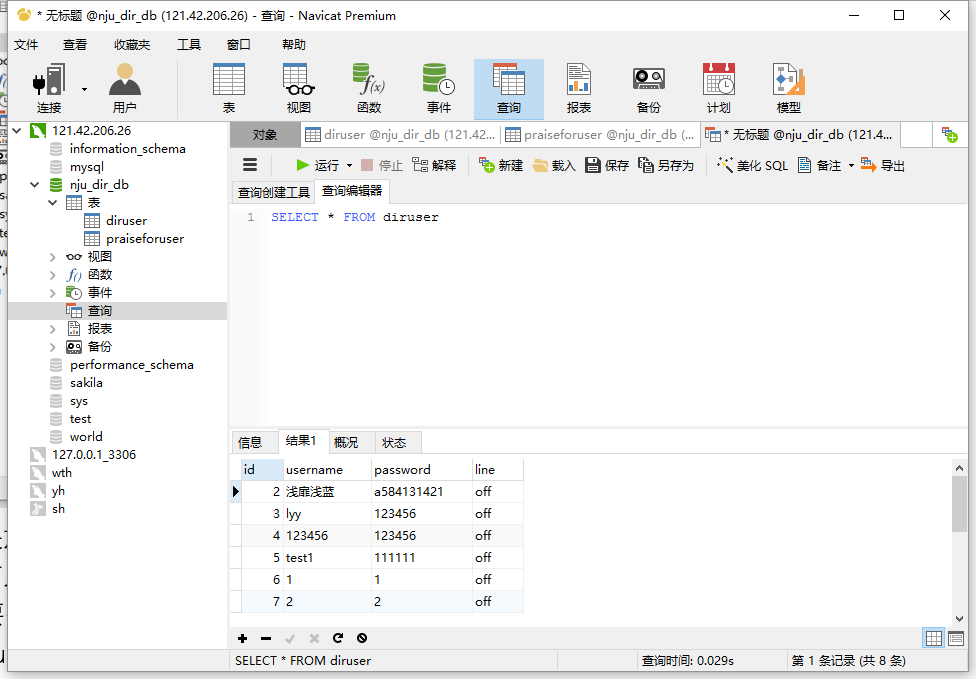 * 无标题 @nju_dir_db (121.42.206.26) - 查询 - Navicat Premium
文件 查看 收藏夹 工具 窗口 帮助
连接 用户 表 视图 函数 事件 查询 报表 备份 计划 模型
121.42.206.26
information_schema
mysql
nju_dir_db
表
diruser
praiseforuser
视图
函数
事件
查询
报表
备份
performance_schema
sakila
sys
test
world
127.0.0.1_3306
wth
yh
sh
对象 diruser @nju_dir_db (121.42... praiseforuser @nju_dir_db (... * 无标题 @nju_dir_db (121.4...
运行 停止 解释 新建 载入 保存 另存为 美化 SQL 备注 导出
查询创建工具 查询编辑器
1 SELECT * FROM diruser
信息 结果1 概况 状态
id username password line
2 浅靡浅蓝 a584131421 off
3 lyy 123456 off
4 123456 123456 off
5 test1 111111 off
6 1 1 off
7 2 2 off
SELECT * FROM diruser 查询时间: 0.029s 第 1 条记录 (共 8 条)